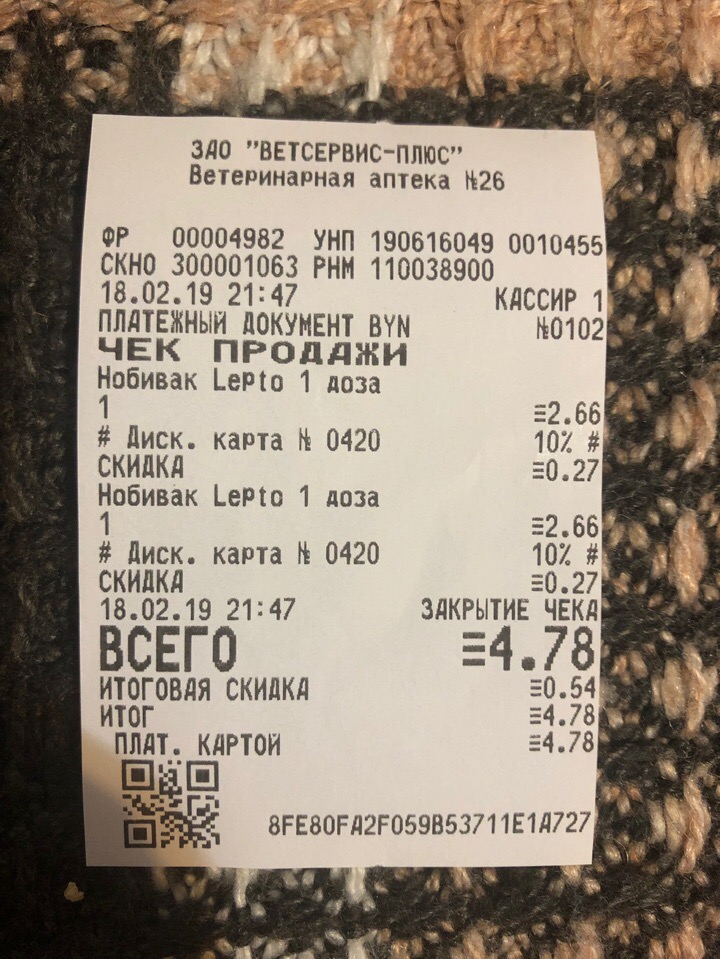 ЗАО "ВЕТСЕРВИС-ПЛЮС"
Ветеринарная аптека №26
ФР 00004982 УНП 190616049 0010455
СКНО 300001063 РНМ 110038900
18.02.19 21:47 КАССИР 1
ПЛАТЕЖНЫЙ ДОКУМЕНТ BYN №0102
ЧЕК ПРОДАЖИ
Нобивак Lepto 1 доза
1 ≡2.66
# Диск. карта № 0420 10% #
СКИДКА ≡0.27
Нобивак Lepto 1 доза
1 ≡2.66
# Диск. карта № 0420 10% #
СКИДКА ≡0.27
18.02.19 21:47 ЗАКРЫТИЕ ЧЕКА
ВСЕГО ≡4.78
ИТОГОВАЯ СКИДКА ≡0.54
ИТОГ ≡4.78
ПЛАТ. КАРТОЙ ≡4.78
8FE80FA2F059B53711E1A727